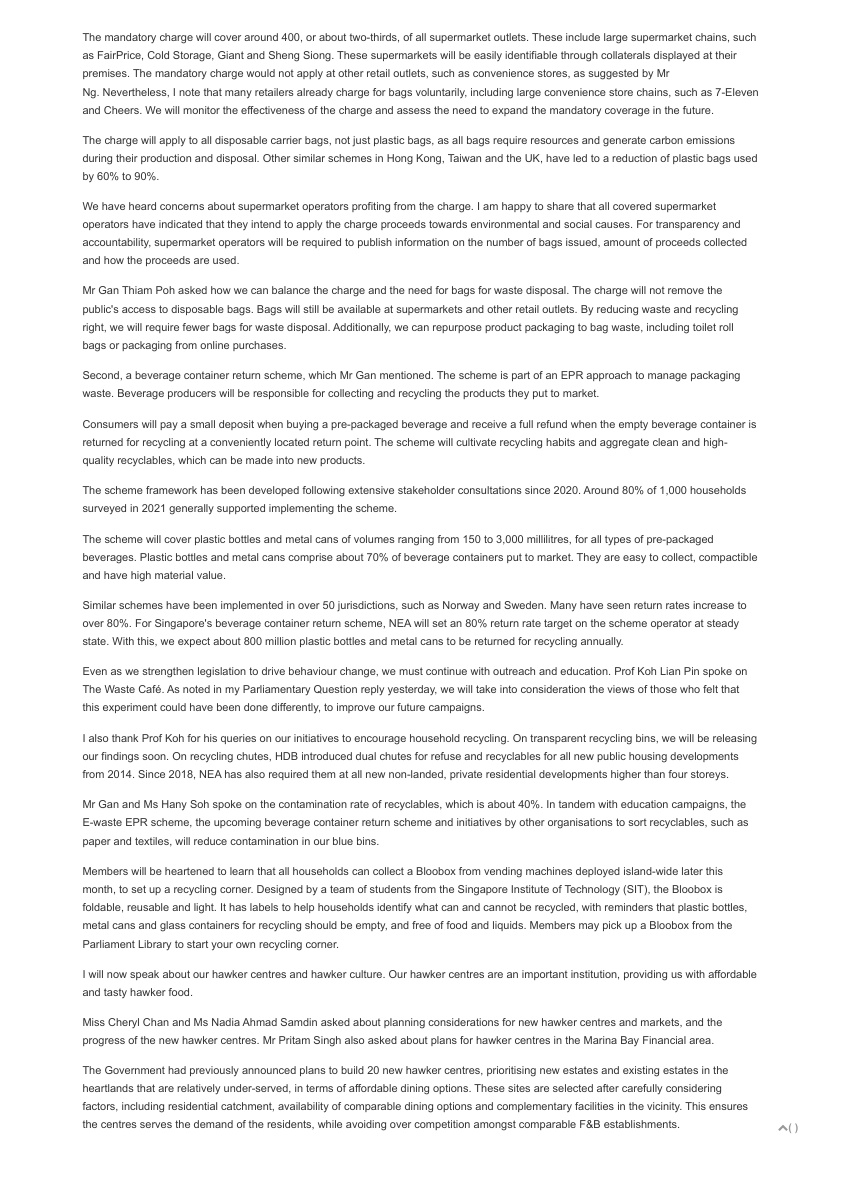 The mandatory charge will cover around 400, or about two-thirds, of all supermarket outlets. These include large supermarket chains, such
as FairPrice, Cold Storage, Giant and Sheng Siong. These supermarkets will be easily identifiable through collaterals displayed at their
premises. The mandatory charge would not apply at other retail outlets, such as convenience stores, as suggested by Mr
Ng. Nevertheless, I note that many retailers already charge for bags voluntarily, including large convenience store chains, such as 7-Eleven
and Cheers. We will monitor the effectiveness of the charge and assess the need to expand the mandatory coverage in the future.
The charge will apply to all disposable carrier bags, not just plastic bags, as all bags require resources and generate carbon emissions
during their production and disposal. Other similar schemes in Hong Kong, Taiwan and the UK, have led to a reduction of plastic bags used
by 60% to 90%.
We have heard concerns about supermarket operators profiting from the charge. I am happy to share that all covered supermarket
operators have indicated that they intend to apply the charge proceeds towards environmental and social causes. For transparency and
accountability, supermarket operators will be required to publish information on the number of bags issued, amount of proceeds collected
and how the proceeds are used.
Mr Gan Thiam Poh asked how we can balance the charge and the need for bags for waste disposal. The charge will not remove the
public's access to disposable bags. Bags will still be available at supermarkets and other retail outlets. By reducing waste and recycling
right, we will require fewer bags for waste disposal. Additionally, we can repurpose product packaging to bag waste, including toilet roll
bags or packaging from online purchases.
Second, a beverage container return scheme, which Mr Gan mentioned. The scheme is part of an EPR approach to manage packaging
waste. Beverage producers will be responsible for collecting and recycling the products they put to market.
Consumers will pay a small deposit when buying a pre-packaged beverage and receive a full refund when the empty beverage container is
returned for recycling at a conveniently located return point. The scheme will cultivate recycling habits and aggregate clean and high-
quality recyclables, which can be made into new products.
The scheme framework has been developed following extensive stakeholder consultations since 2020. Around 80% of 1,000 households
surveyed in 2021 generally supported implementing the scheme.
The scheme will cover plastic bottles and metal cans of volumes ranging from 150 to 3,000 millilitres, for all types of pre-packaged
beverages. Plastic bottles and metal cans comprise about 70% of beverage containers put to market. They are easy to collect, compactible
and have high material value.
Similar schemes have been implemented in over 50 jurisdictions, such as Norway and Sweden. Many have seen return rates increase to
over 80%. For Singapore's beverage container return scheme, NEA will set an 80% return rate target on the scheme operator at steady
state. With this, we expect about 800 million plastic bottles and metal cans to be returned for recycling annually.
Even as we strengthen legislation to drive behaviour change, we must continue with outreach and education. Prof Koh Lian Pin spoke on
The Waste Café. As noted in my Parliamentary Question reply yesterday, we will take into consideration the views of those who felt that
this experiment could have been done differently, to improve our future campaigns.
I also thank Prof Koh for his queries on our initiatives to encourage household recycling. On transparent recycling bins, we will be releasing
our findings soon. On recycling chutes, HDB introduced dual chutes for refuse and recyclables for all new public housing developments
from 2014. Since 2018, NEA has also required them at all new non-landed, private residential developments higher than four storeys.
Mr Gan and Ms Hany Soh spoke on the contamination rate of recyclables, which is about 40%. In tandem with education campaigns, the
E-waste EPR scheme, the upcoming beverage container return scheme and initiatives by other organisations to sort recyclables, such as
paper and textiles, will reduce contamination in our blue bins.
Members will be heartened to learn that all households can collect a Bloobox from vending machines deployed island-wide later this
month, to set up a recycling corner. Designed by a team of students from the Singapore Institute of Technology (SIT), the Bloobox is
foldable, reusable and light. It has labels to help households identify what can and cannot be recycled, with reminders that plastic bottles,
metal cans and glass containers for recycling should be empty, and free of food and liquids. Members may pick up a Bloobox from the
Parliament Library to start your own recycling corner.
I will now speak about our hawker centres and hawker culture. Our hawker centres are an important institution, providing us with affordable
and tasty hawker food.
Miss Cheryl Chan and Ms Nadia Ahmad Samdin asked about planning considerations for new hawker centres and markets, and the
progress of the new hawker centres. Mr Pritam Singh also asked about plans for hawker centres in the Marina Bay Financial area.
The Government had previously announced plans to build 20 new hawker centres, prioritising new estates and existing estates in the
heartlands that are relatively under-served, in terms of affordable dining options. These sites are selected after carefully considering
factors, including residential catchment, availability of comparable dining options and complementary facilities in the vicinity. This ensures
the centres serves the demand of the residents, while avoiding over competition amongst comparable F&B establishments.
( )